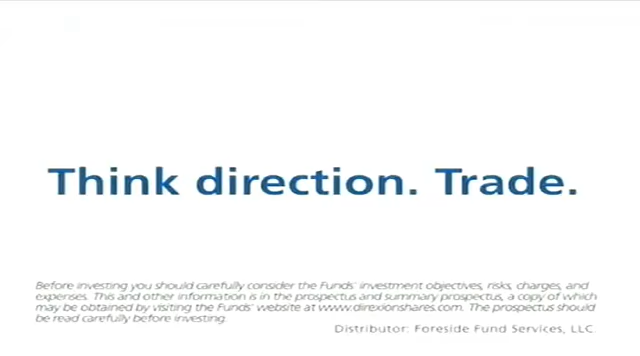 Think direction. Trade.
Before investing you should carefully consider the Funds' investment objectives, risks, charges, and
expenses. This and other information is in the prospectus and summary prospectus, a copy of which
may be obtained by visiting the Funds' website at www.direxionshares.com. The prospectus should
be read carefully before investing.
Distributor: Foreside Fund Services, LLC.